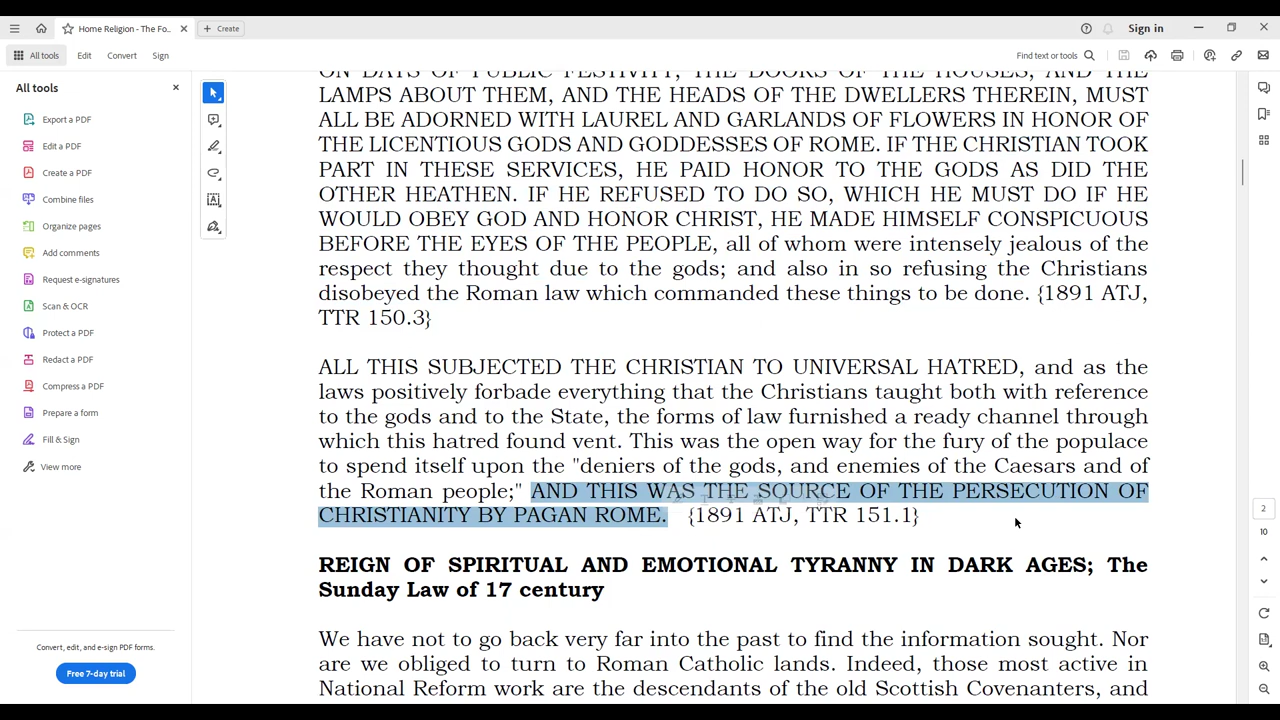 Home Religion - The Fo...
Create
Sign in
All tools
Edit
Convert
Sign
Find text or tools
All tools
Export a PDF
Edit a PDF
Create a PDF
Combine files
Organize pages
Add comments
Request e-signatures
Scan & OCR
Protect a PDF
Redact a PDF
Compress a PDF
Prepare a form
Fill & Sign
View more
Convert, edit, and e-sign PDF forms.
Free 7-day trial
ON DAYS OF PUBLIC FESTIVITY, THE DOORS OF THE HOUSES, AND THE
LAMPS ABOUT THEM, AND THE HEADS OF THE DWELLERS THEREIN, MUST
ALL BE ADORNED WITH LAUREL AND GARLANDS OF FLOWERS IN HONOR OF
THE LICENTIOUS GODS AND GODDESSES OF ROME. IF THE CHRISTIAN TOOK
PART IN THESE SERVICES, HE PAID HONOR TO THE GODS AS DID THE
OTHER HEATHEN. IF HE REFUSED TO DO SO, WHICH HE MUST DO IF HE
WOULD OBEY GOD AND HONOR CHRIST, HE MADE HIMSELF CONSPICUOUS
BEFORE THE EYES OF THE PEOPLE, all of whom were intensely jealous of the
respect they thought due to the gods; and also in so refusing the Christians
disobeyed the Roman law which commanded these things to be done. {1891 ATJ,
TTR 150.3}
ALL THIS SUBJECTED THE CHRISTIAN TO UNIVERSAL HATRED, and as the
laws positively forbade everything that the Christians taught both with reference
to the gods and to the State, the forms of law furnished a ready channel through
which this hatred found vent. This was the open way for the fury of the populace
to spend itself upon the "deniers of the gods, and enemies of the Caesars and of
the Roman people;" AND THIS WAS THE SOURCE OF THE PERSECUTION OF
CHRISTIANITY BY PAGAN ROME. {1891 ATJ, TTR 151.1}
REIGN OF SPIRITUAL AND EMOTIONAL TYRANNY IN DARK AGES; The
Sunday Law of 17 century
We have not to go back very far into the past to find the information sought. Nor
are we obliged to turn to Roman Catholic lands. Indeed, those most active in
National Reform work are the descendants of the old Scottish Covenanters, and
2
10